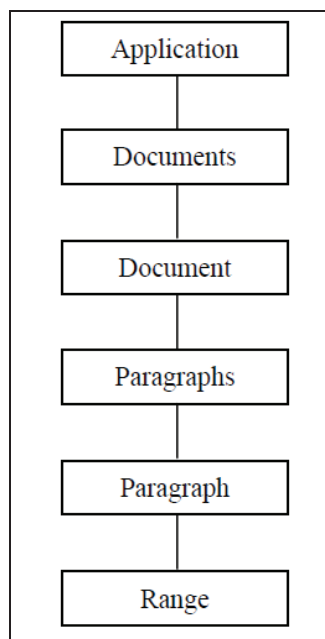 Application
Documents
Document
Paragraphs
Paragraph
Range